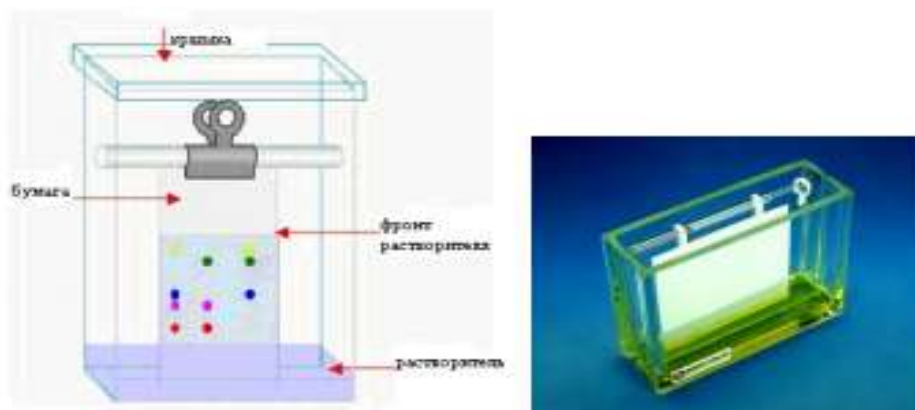 крышка
бумага
фронт
растворителя
растворитель